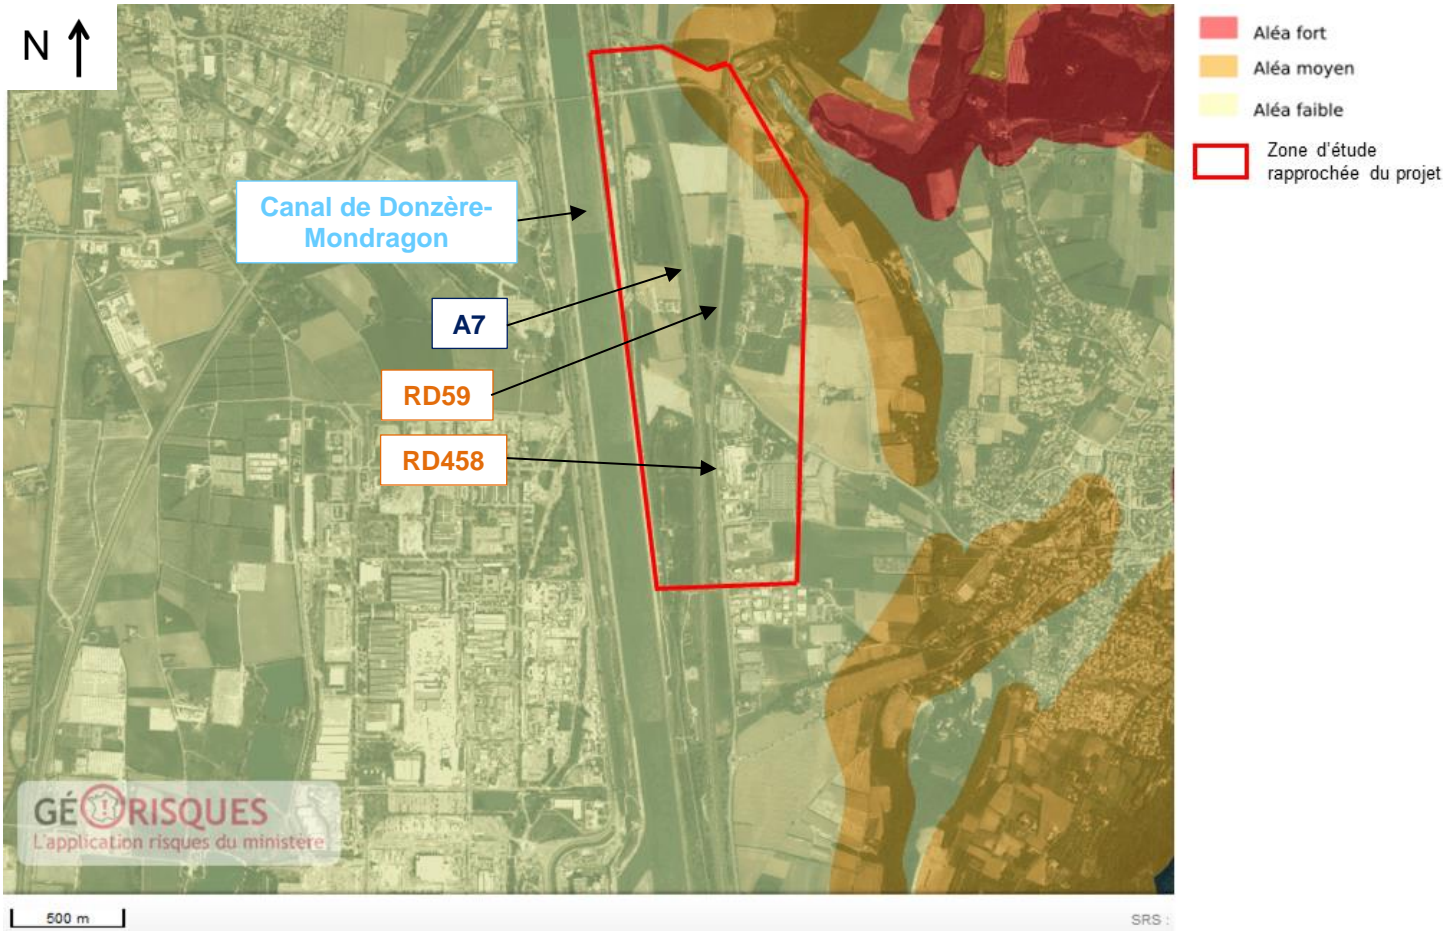 N
Canal de Donzère-
Mondragon
A7
RD59
RD458
GÉORISQUES
L'application risques du ministère
500 m
SRS :
Aléa fort
Aléa moyen
Aléa faible
Zone d'étude
rapprochée du projet